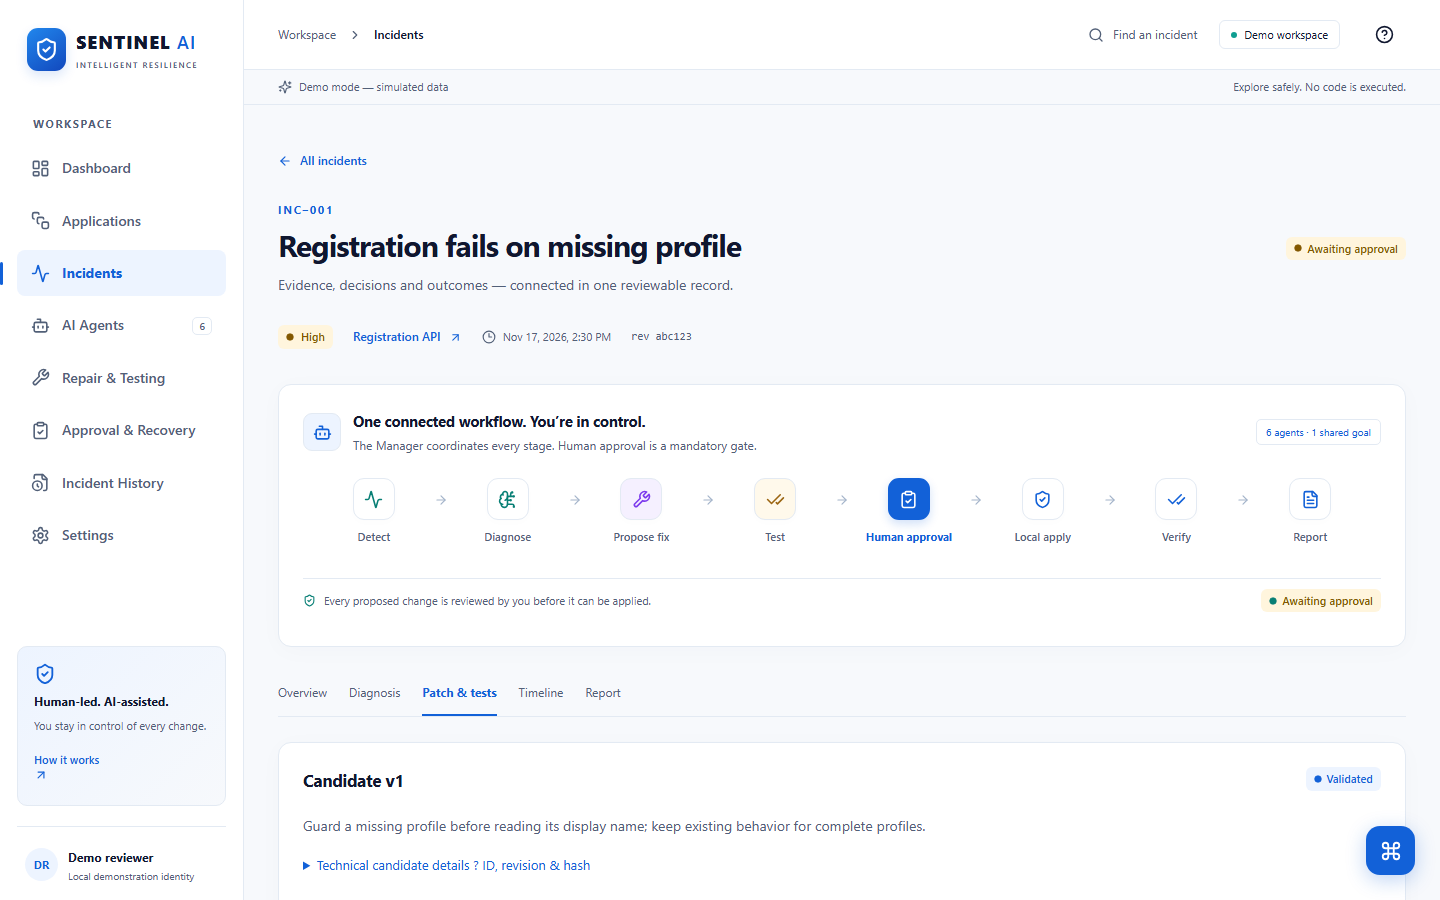 SENTINEL AI
INTELLIGENT RESILIENCE
WORKSPACE
Dashboard
Applications
Incidents
AI Agents
6
Repair & Testing
Approval & Recovery
Incident History
Settings
Human-led. AI-assisted.
You stay in control of every change.
How it works
DR
Demo reviewer
Local demonstration identity
Workspace
Incidents
Find an incident
Demo workspace
Demo mode — simulated data
Explore safely. No code is executed.
All incidents
INC-001
Registration fails on missing profile
Awaiting approval
Evidence, decisions and outcomes — connected in one reviewable record.
High
Registration API
Nov 17, 2026, 2:30 PM
rev abc123
One connected workflow. You're in control.
The Manager coordinates every stage. Human approval is a mandatory gate.
6 agents · 1 shared goal
Detect
Diagnose
Propose fix
Test
Human approval
Local apply
Verify
Report
Every proposed change is reviewed by you before it can be applied.
Awaiting approval
Overview
Diagnosis
Patch & tests
Timeline
Report
Candidate v1
Validated
Guard a missing profile before reading its display name; keep existing behavior for complete profiles.
Technical candidate details ? ID, revision & hash